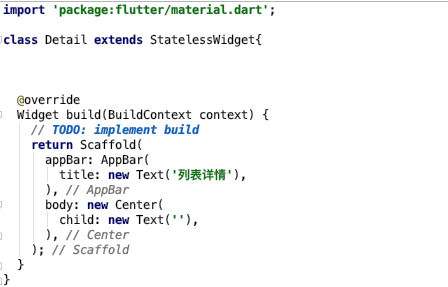 import 'package:flutter/material.dart';
class Detail extends StatelessWidget{
@override
Widget build(BuildContext context) {
// TODO: implement build
return Scaffold(
appBar: AppBar(
title: new Text('列表详情'),
), // AppBar
body: new Center(
child: new Text(''),
), // Center
); // Scaffold
}
}